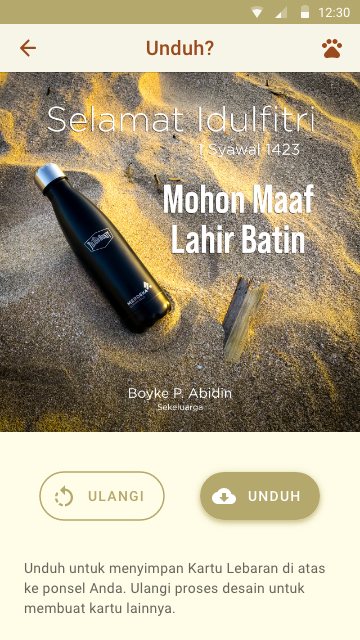 12:30
Unduh?
Selamat Idulfitri
1 Syawal 1423
Mohon Maaf
Lahir Batin
Boyke P. Abidin
Sekeluarga
ULANGI
UNDUH
Unduh untuk menyimpan Kartu Lebaran di atas
ke ponsel Anda. Ulangi proses desain untuk
membuat kartu lainnya.